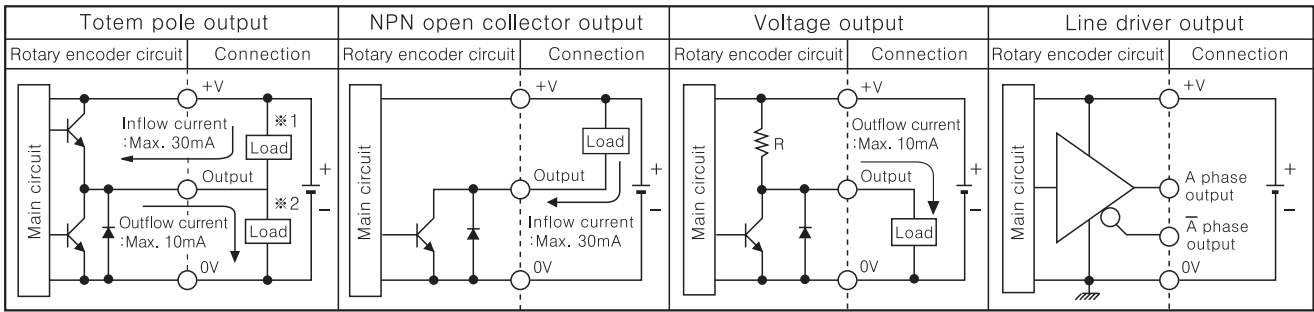 Totem pole output
Rotary encoder circuit
Connection
+V
Main circuit
Inflow current
:Max. 30mA
※1
Load
+
Output
-
※2
Outflow current
:Max. 10mA
Load
0V
NPN open collector output
Rotary encoder circuit
Connection
+V
Main circuit
Load
+
Output
-
Inflow current
:Max. 30mA
0V
Voltage output
Rotary encoder circuit
Connection
+V
Main circuit
R
Outflow current
:Max. 10mA
Output
+
-
Load
0V
Line driver output
Rotary encoder circuit
Connection
+V
Main circuit
A phase
output
+
-
A̅ phase
output
0V